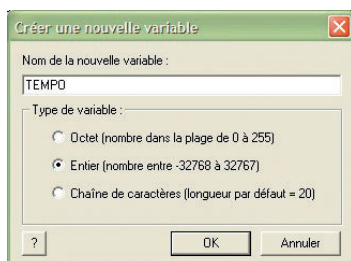 Créer une nouvelle variable
Nom de la nouvelle variable :
TEMPO
Type de variable :
Octet (nombre dans la plage de 0 à 255)
Entier (nombre entre -32768 à 32767)
Chaîne de caractères (longueur par défaut = 20)
? OK Annuler